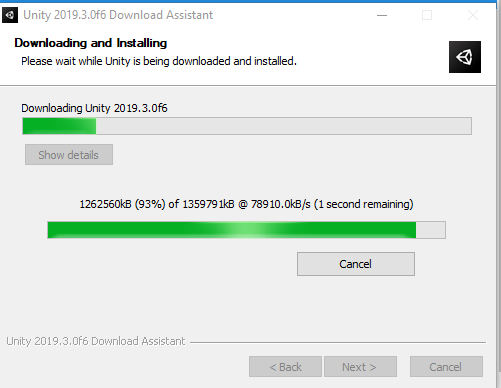 Unity 2019.3.0f6 Download Assistant
Downloading and Installing
Please wait while Unity is being downloaded and installed.
Downloading Unity 2019.3.0f6
Show details
1262560kB (93%) of 1359791kB @ 78910.0kB/s (1 second remaining)
Cancel
Unity 2019.3.0f6 Download Assistant
< Back Next > Cancel